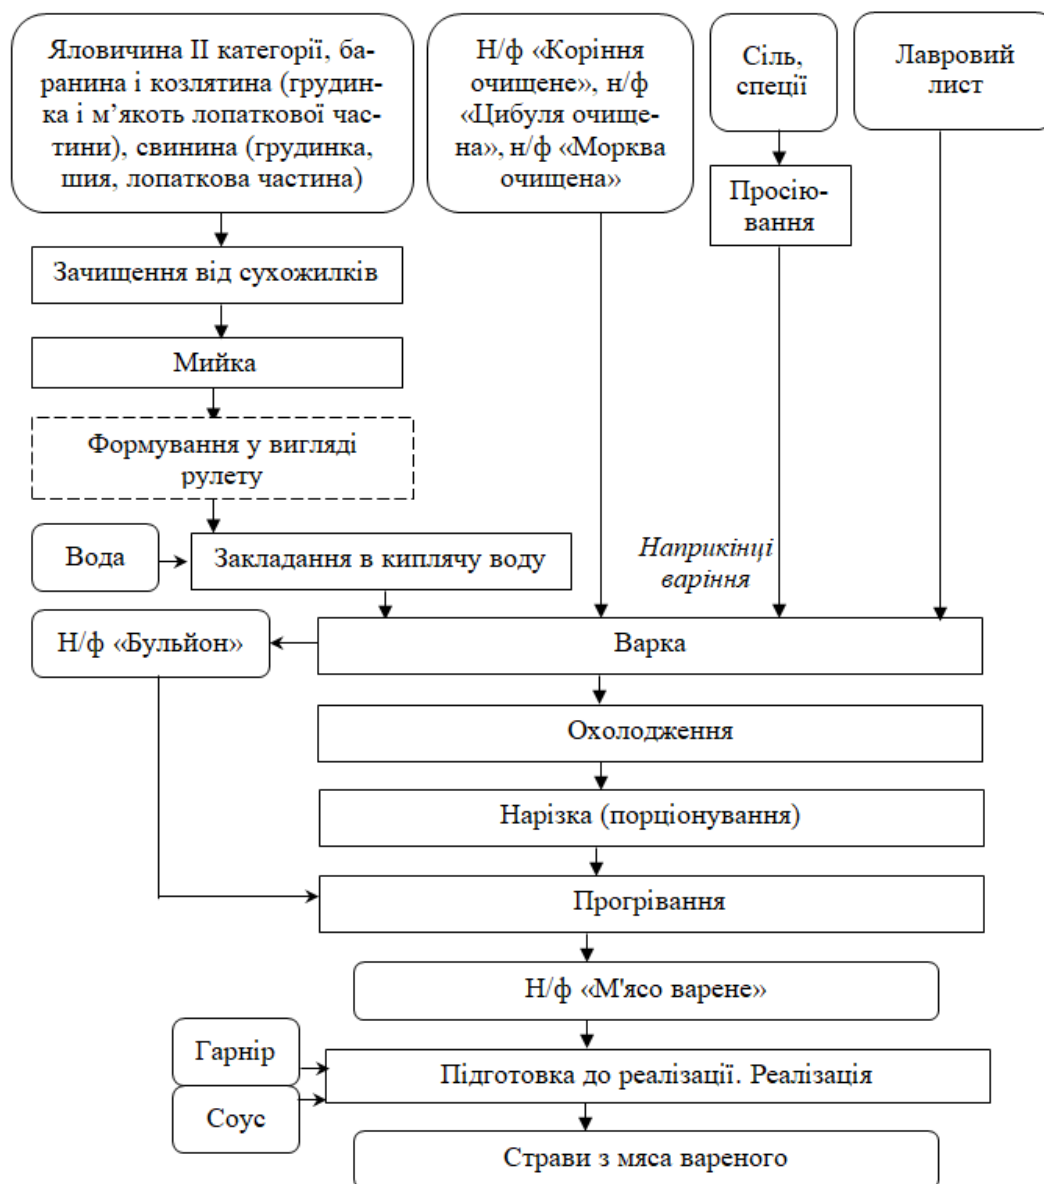 Яловичина II категорії, ба-
ранина і козлятина (грудин-
ка і м’якоть лопаткової час-
тини), свинина (грудинка,
шия, лопаткова частина)
Н/ф «Коріння
очищене», н/ф
«Цибуля очище-
на», н/ф «Морква
очищена»
Сіль,
спеції
Лавровий
лист
Просію-
вання
Зачищення від сухожилків
Мийка
Формування у вигляді
рулету
Вода
Закладання в киплячу воду
Наприкінці
варіння
Н/ф «Бульйон»
Варка
Охолодження
Нарізка (порціонування)
Прогрівання
Н/ф «М'ясо варене»
Гарнір
Підготовка до реалізації. Реалізація
Соус
Страви з мяса вареного